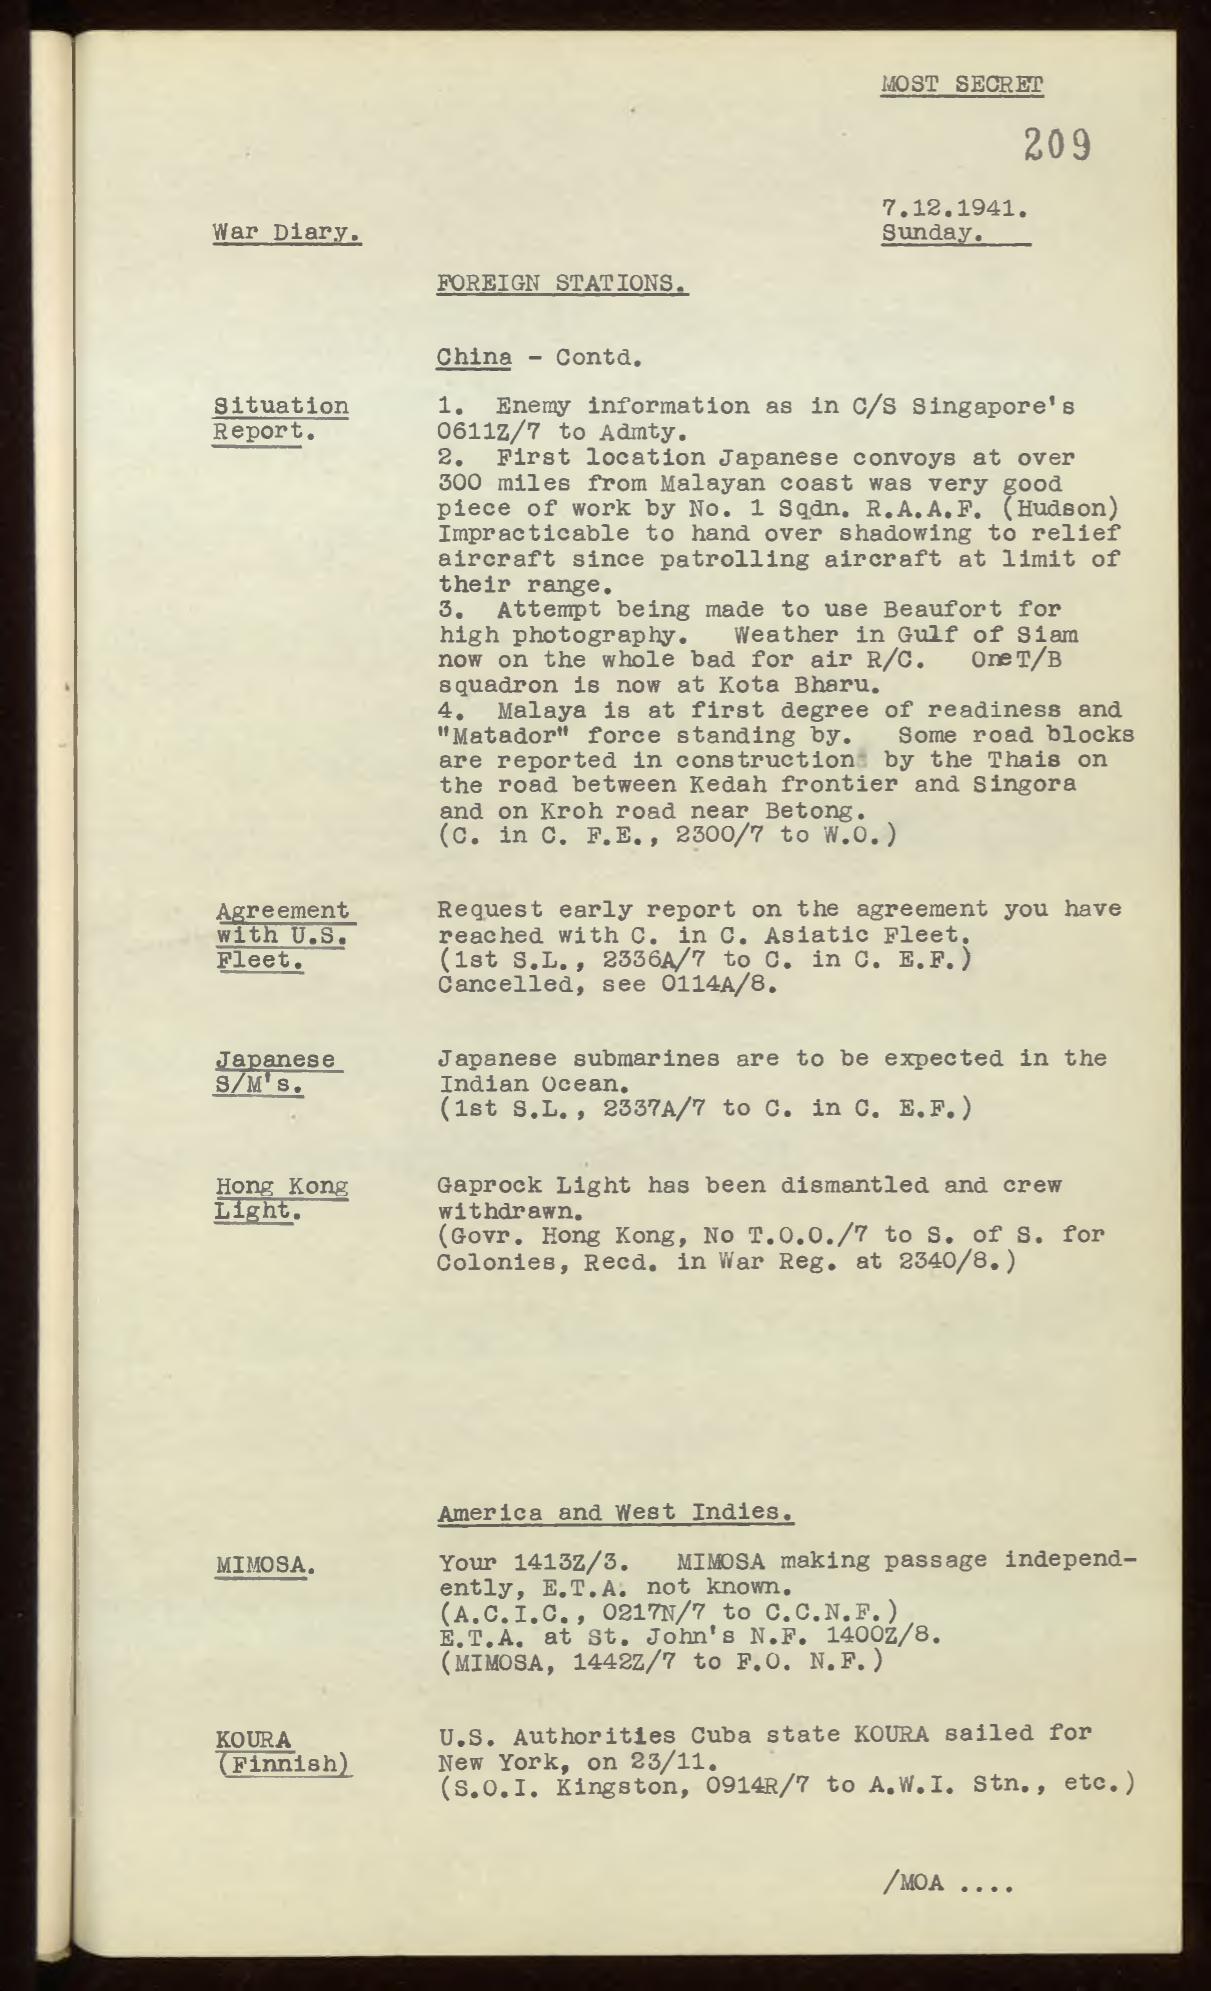 MOST SECRET
209
7.12.1941.
War Diary.
Sunday.
FOREIGN STATIONS.
China - Contd.
Situation
Report.
1. Enemy information as in C/S Singapore's
0611Z/7 to Admty.
2. First location Japanese convoys at over
300 miles from Malayan coast was very good
piece of work by No. 1 Sqdn. R.A.A.F. (Hudson)
Impracticable to hand over shadowing to relief
aircraft since patrolling aircraft at limit of
their range.
3. Attempt being made to use Beaufort for
high photography. Weather in Gulf of Siam
now on the whole bad for air R/C. One T/B
squadron is now at Kota Bharu.
4. Malaya is at first degree of readiness and
"Matador" force standing by. Some road blocks
are reported in construction by the Thais on
the road between Kedah frontier and Singora
and on Kroh road near Betong.
(C. in C. F.E., 2300/7 to W.O.)
Agreement
with U.S.
Fleet.
Request early report on the agreement you have
reached with C. in C. Asiatic Fleet.
(1st S.L., 2336A/7 to C. in C. E.F.)
Cancelled, see 0114A/8.
Japanese
S/M's.
Japanese submarines are to be expected in the
Indian Ocean.
(1st S.L., 2337A/7 to C. in C. E.F.)
Hong Kong
Light.
Gaprock Light has been dismantled and crew
withdrawn.
(Govr. Hong Kong, No T.O.O./7 to S. of S. for
Colonies, Recd. in War Reg. at 2340/8.)
America and West Indies.
MIMOSA.
Your 1413Z/3. MIMOSA making passage independ-
ently, E.T.A. not known.
(A.C.I.C., 0217N/7 to C.C.N.F.)
E.T.A. at St. John's N.F. 1400Z/8.
(MIMOSA, 1442Z/7 to F.O. N.F.)
KOURA
(Finnish)
U.S. Authorities Cuba state KOURA sailed for
New York, on 23/11.
(S.O.I. Kingston, 0914R/7 to A.W.I. Stn., etc.)
/MOA ....